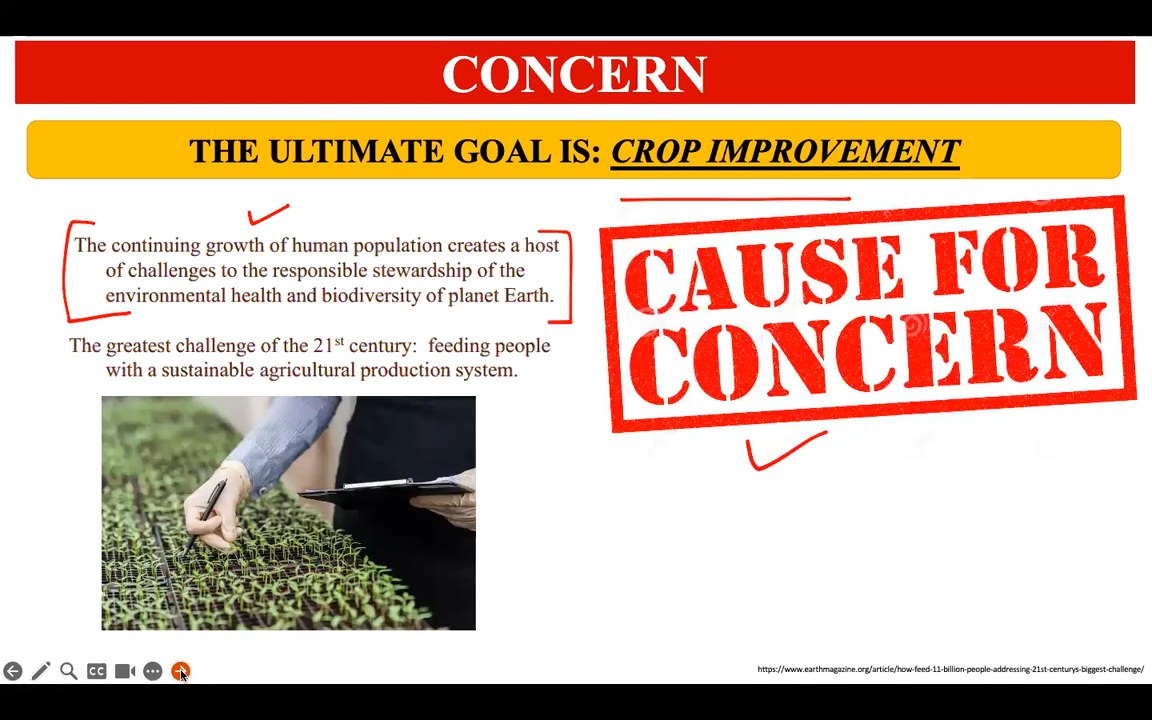 CONCERN
THE ULTIMATE GOAL IS: CROP IMPROVEMENT
The continuing growth of human population creates a host
of challenges to the responsible stewardship of the
environmental health and biodiversity of planet Earth.
The greatest challenge of the 21st century: feeding people
with a sustainable agricultural production system.
CAUSE FOR
CONCERN
CC
https://www.earthmagazine.org/article/how-feed-11-billion-people-addressing-21st-centurys-biggest-challenge/